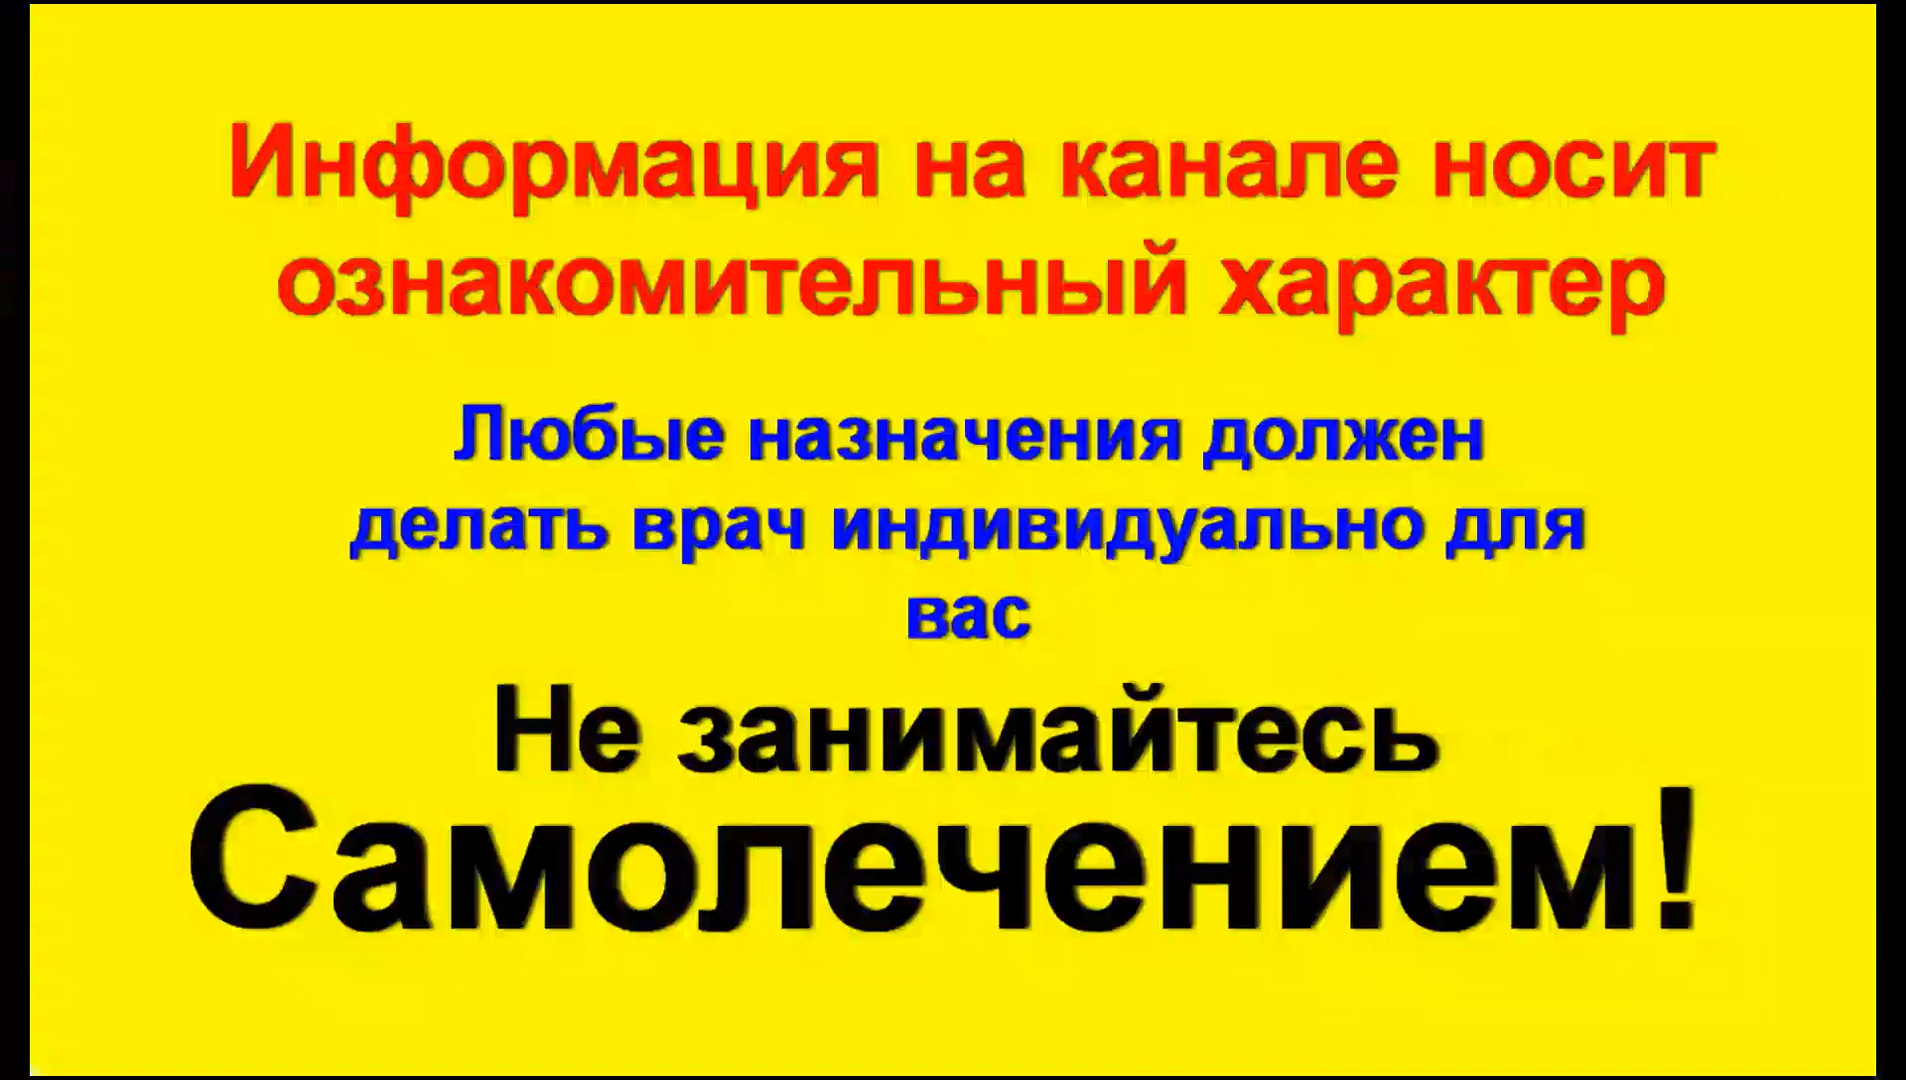 Информация на канале носит
ознакомительный характер
Любые назначения должен
делать врач индивидуально для
вас
Не занимайтесь
Самолечением!